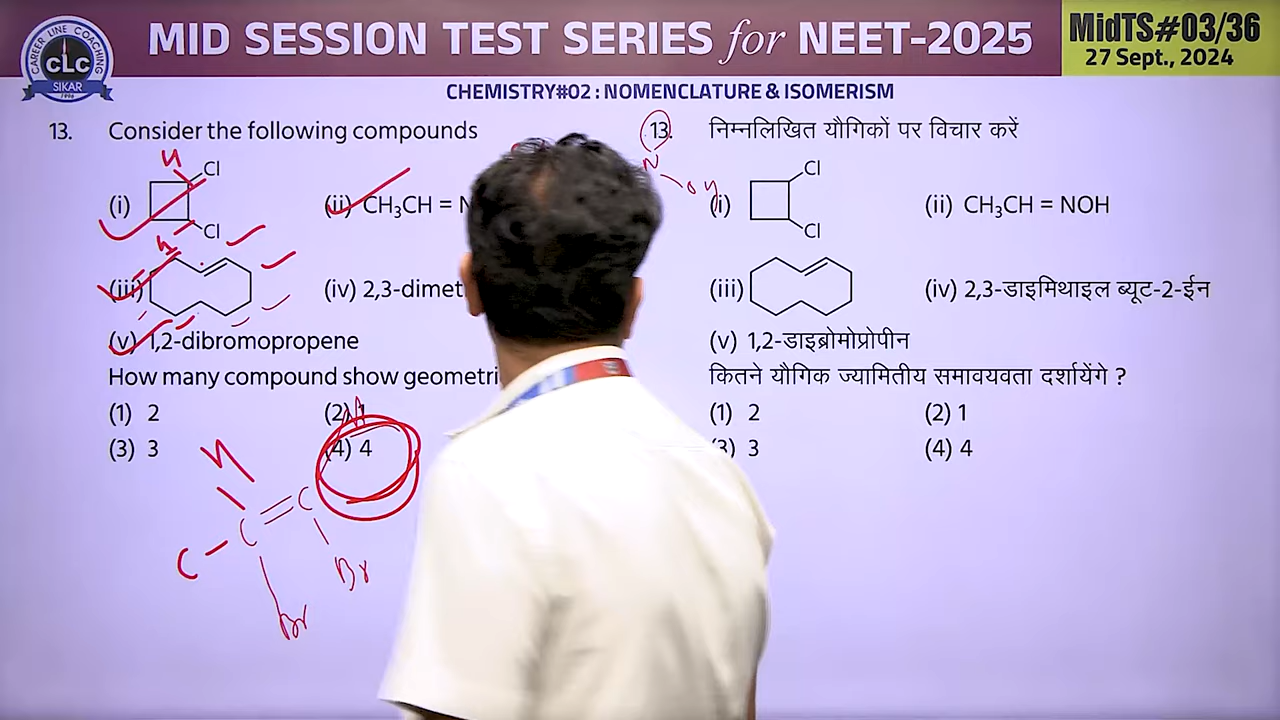 CAREER LINE COACHING
CLC
SIKAR
MID SESSION TEST SERIES for NEET-2025
MidTS#03/36
27 Sept., 2024
CHEMISTRY#02 : NOMENCLATURE & ISOMERISM
13. Consider the following compounds
H
Cl
(i)
(ii) CH₃CH = N
Cl
H
(iii)
(iv) 2,3-dimet
(v) 1,2-dibromopropene
How many compound show geometri
(1) 2
(2) 1
(3) 3
(4) 4
H
C = C
C
Br
Br
13. निम्नलिखित यौगिकों पर विचार करें
N
Cl
(i)
(ii) CH₃CH = NOH
Cl
(iii)
(iv) 2,3-डाइमिथाइल ब्यूट-2-ईन
(v) 1,2-डाइब्रोमोप्रोपीन
कितने यौगिक ज्यामितीय समावयवता दर्शायेंगे ?
(1) 2
(2) 1
(3) 3
(4) 4